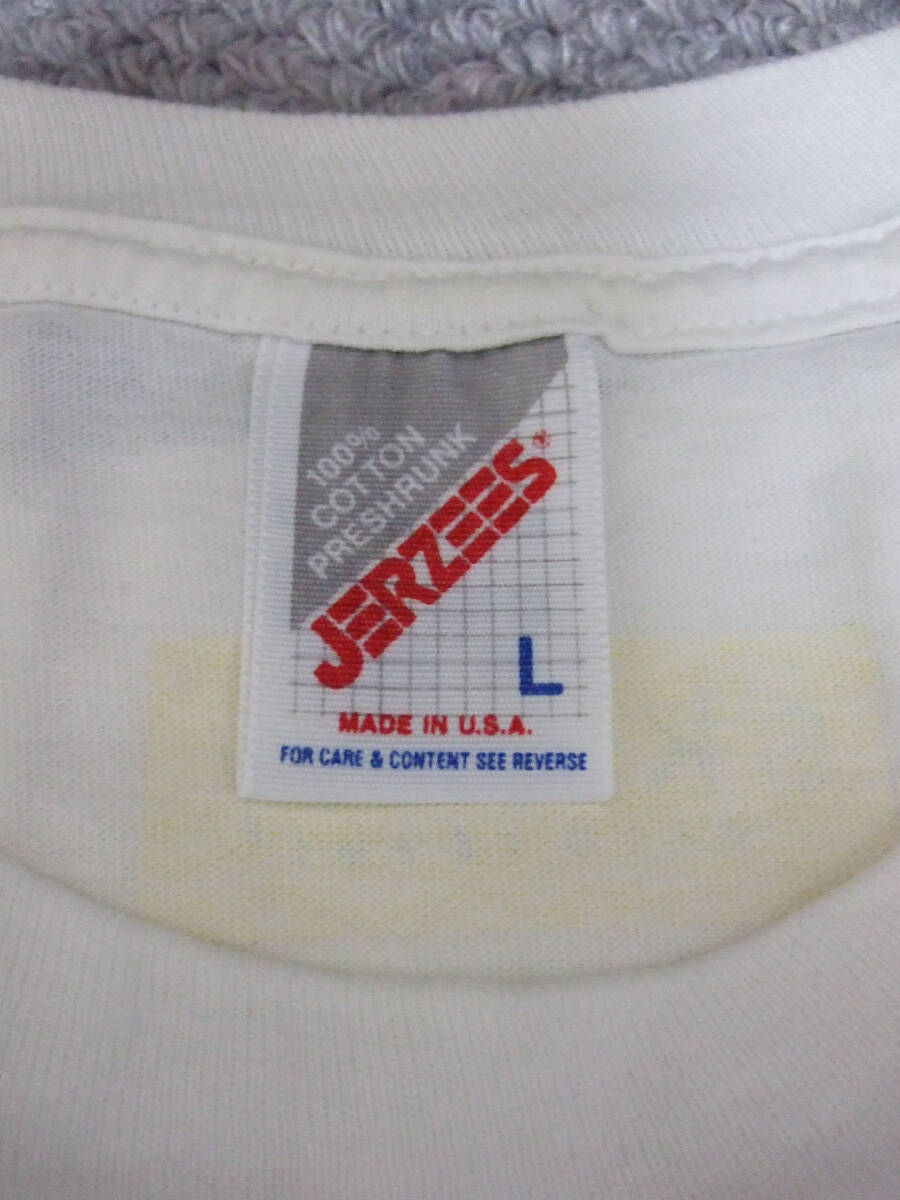 100%
COTTON
PRESHRUNK
JERZEES®
L
MADE IN U.S.A.
FOR CARE & CONTENT SEE REVERSE